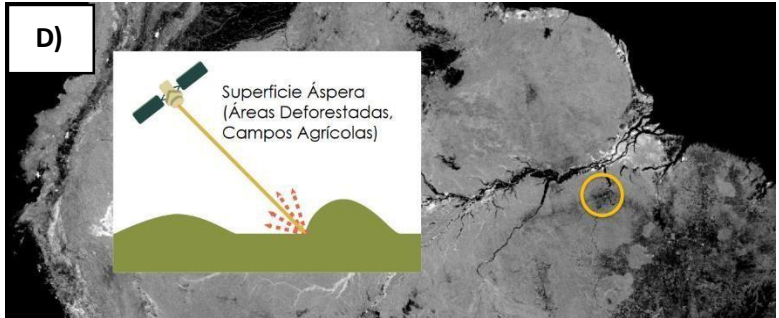 D)
Superficie Áspera
(Áreas Deforestadas,
Campos Agrícolas)